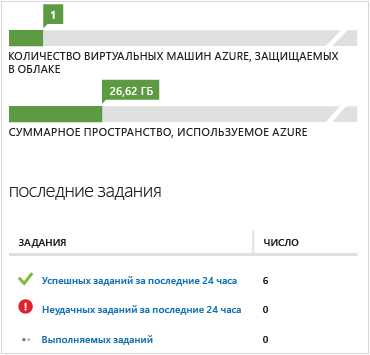 1
КОЛИЧЕСТВО ВИРТУАЛЬНЫХ МАШИН AZURE, ЗАЩИЩАЕМЫХ
В ОБЛАКЕ
26,62 ГБ
СУММАРНОЕ ПРОСТРАНСТВО, ИСПОЛЬЗУЕМОЕ AZURE
последние задания
ЗАДАНИЯ ЧИСЛО
Успешных заданий за последние 24 часа 6
Неудачных заданий за последние 24 часа 0
Выполняемых заданий 0